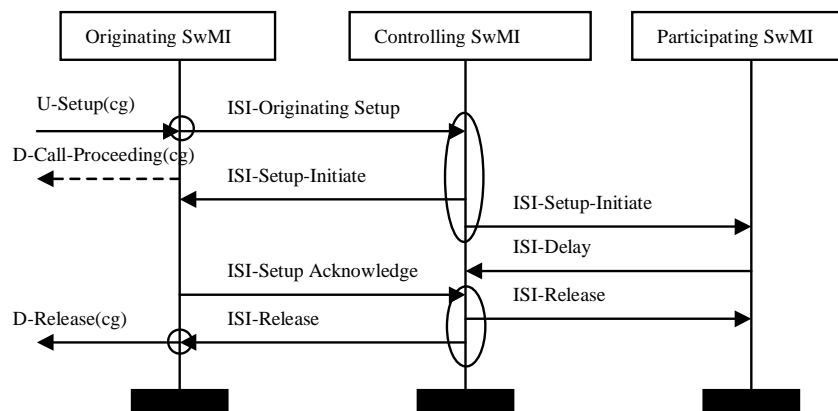 Originating SwMI
Controlling SwMI
Participating SwMI
U-Setup(cg)
ISI-Originating Setup
D-Call-Proceeding(cg)
ISI-Setup-Initiate
ISI-Setup-Initiate
ISI-Delay
ISI-Setup Acknowledge
ISI-Release
D-Release(cg)
ISI-Release